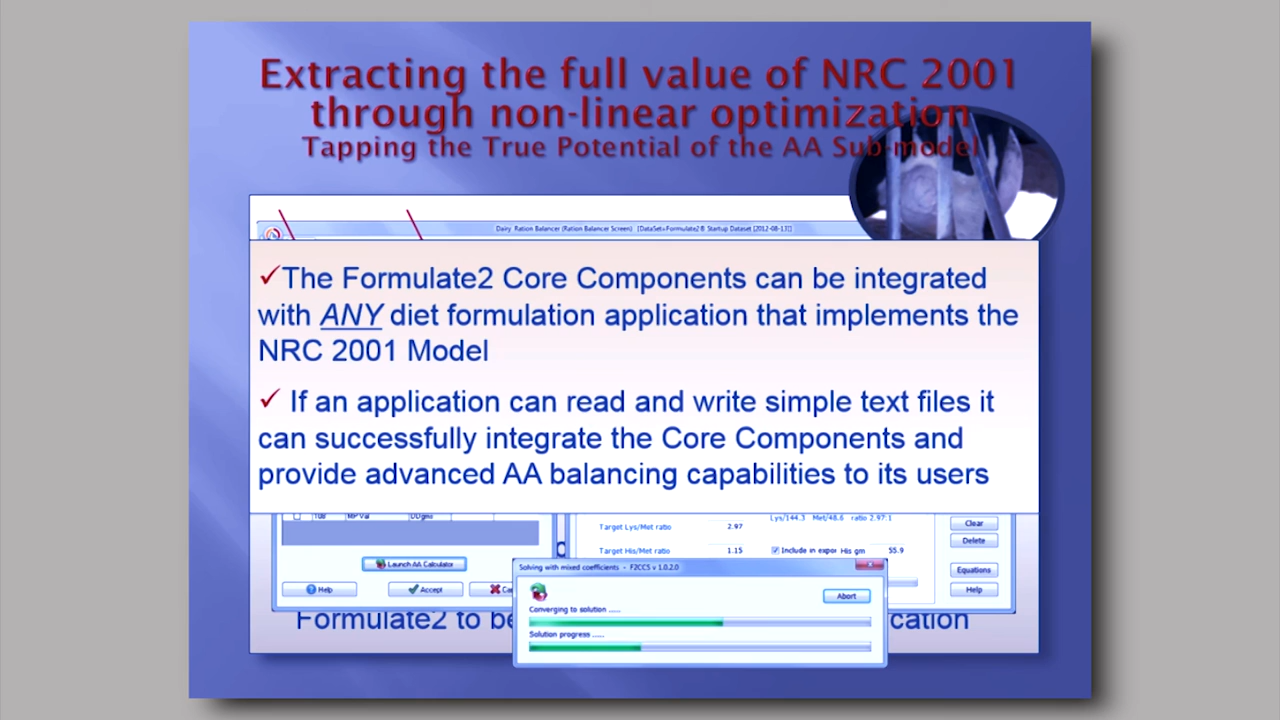 Extracting the full value of NRC 2001
through non-linear optimization
Tapping the True Potential of the AA Sub-model
Dairy Ration Balancer (Ration Balancer Screen) [DataSet=Formulate2® Startup Dataset [2012-08-13]]
✓The Formulate2 Core Components can be integrated
with ANY diet formulation application that implements the
NRC 2001 Model
✓ If an application can read and write simple text files it
can successfully integrate the Core Components and
provide advanced AA balancing capabilities to its users
Lys/144.3 Met/48.6 ratio 2.97:1
Target Lys/Met ratio 2.97
Clear
Delete
Target His/Met ratio 1.15
Include in expor His gm 55.9
Launch AA Calculator
Equations
Help
Accept
Help
Solving with mixed coefficients - F2CCS v 1.0.2.0
Abort
Converging to solution .....
Solution progress .....
Formulate2 to be
cation